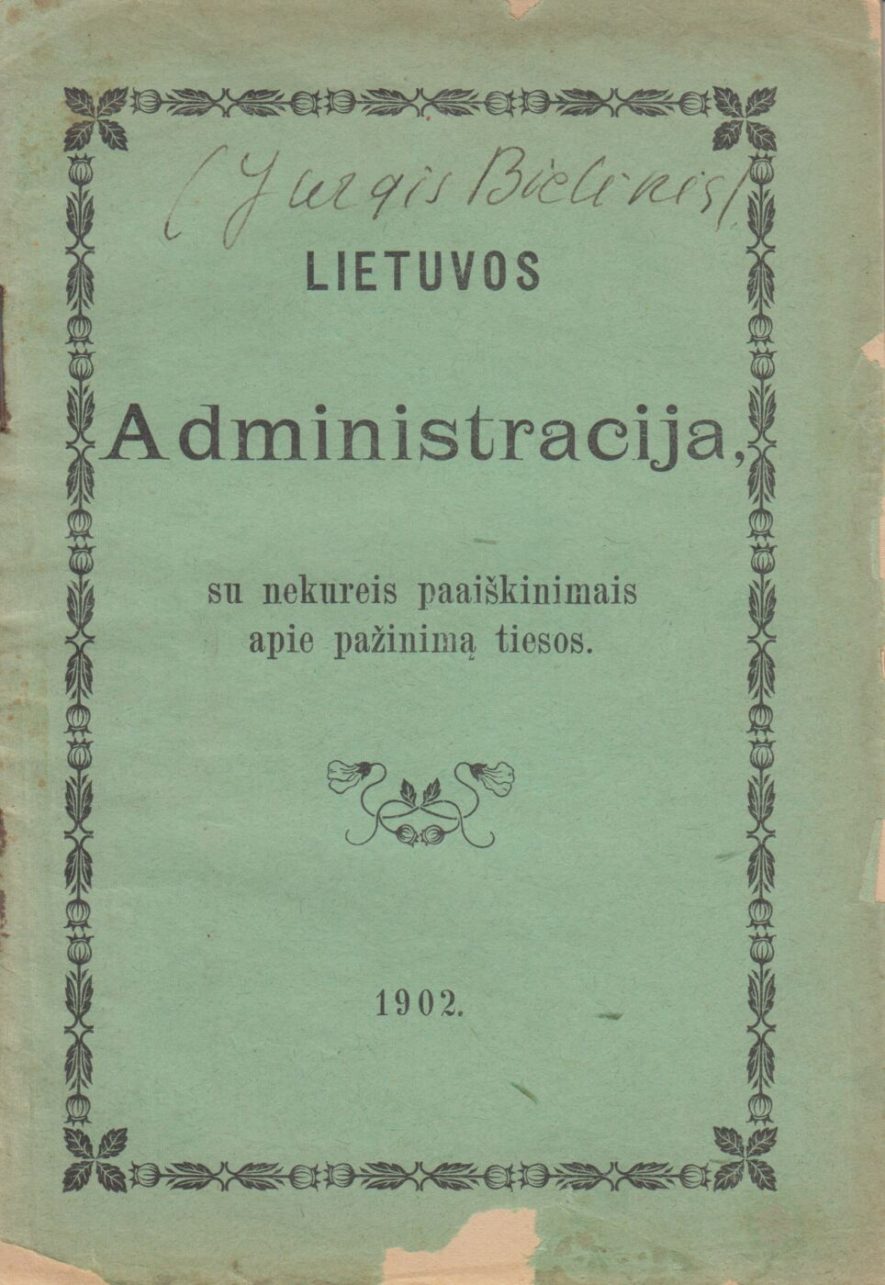 (Jurgis Bielinis)
LIETUVOS
Administracija,
su nekureis paaiškinimais
apie pažinimą tiesos.
1902.